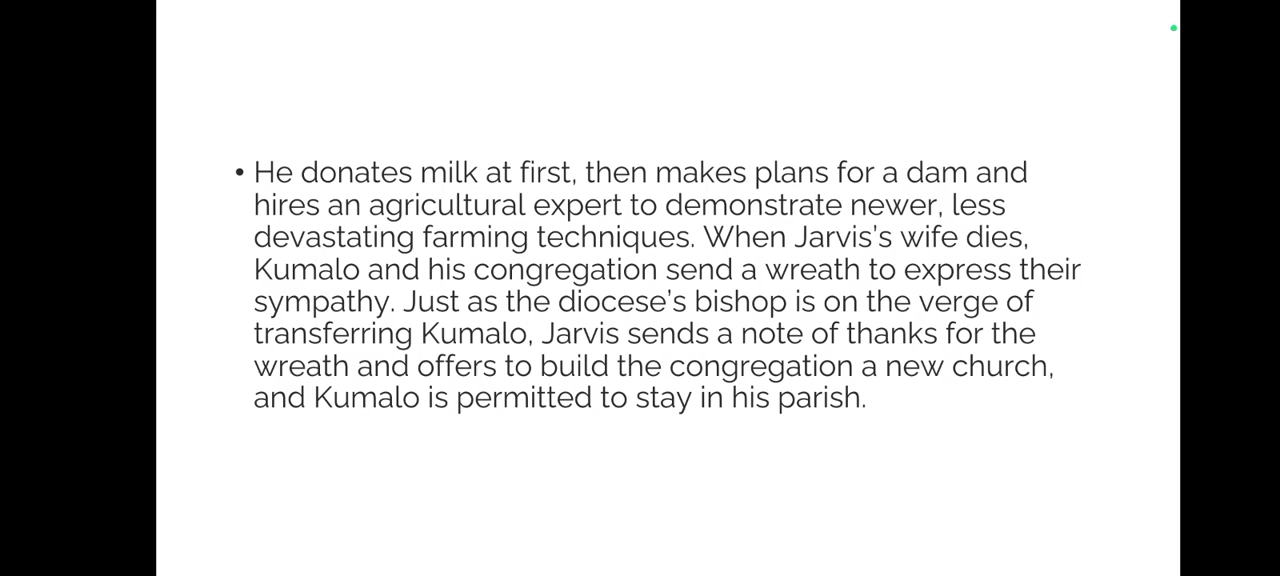 • He donates milk at first, then makes plans for a dam and
hires an agricultural expert to demonstrate newer, less
devastating farming techniques. When Jarvis’s wife dies,
Kumalo and his congregation send a wreath to express their
sympathy. Just as the diocese’s bishop is on the verge of
transferring Kumalo, Jarvis sends a note of thanks for the
wreath and offers to build the congregation a new church,
and Kumalo is permitted to stay in his parish.